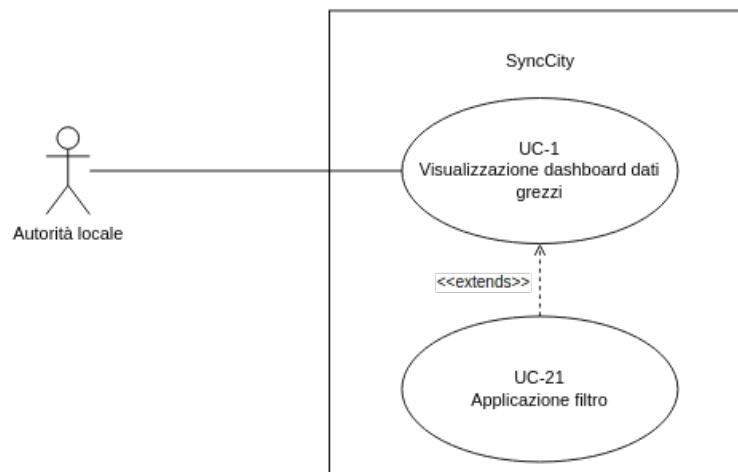 SyncCity
UC-1
Visualizzazione dashboard dati
grezzi
Autorità locale
<<extends>>
UC-21
Applicazione filtro